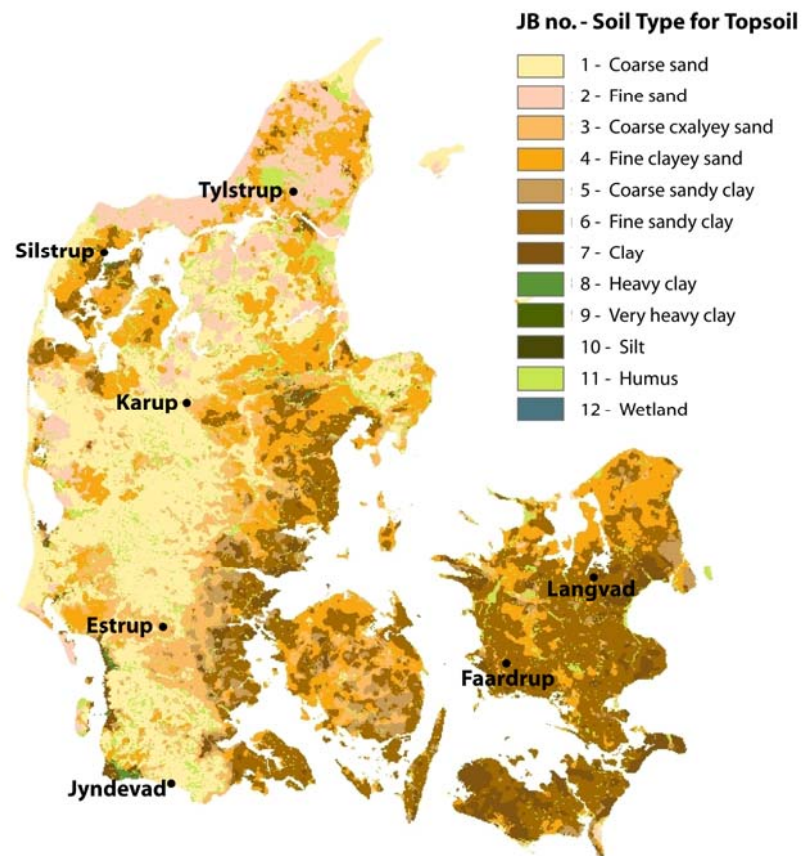 JB no. - Soil Type for Topsoil
1 - Coarse sand
2 - Fine sand
3 - Coarse cxalyey sand
4 - Fine clayey sand
5 - Coarse sandy clay
6 - Fine sandy clay
7 - Clay
8 - Heavy clay
9 - Very heavy clay
10 - Silt
11 - Humus
12 - Wetland
Tylstrup
Silstrup
Karup
Langvad
Estrup
Faardrup
Jyndevad